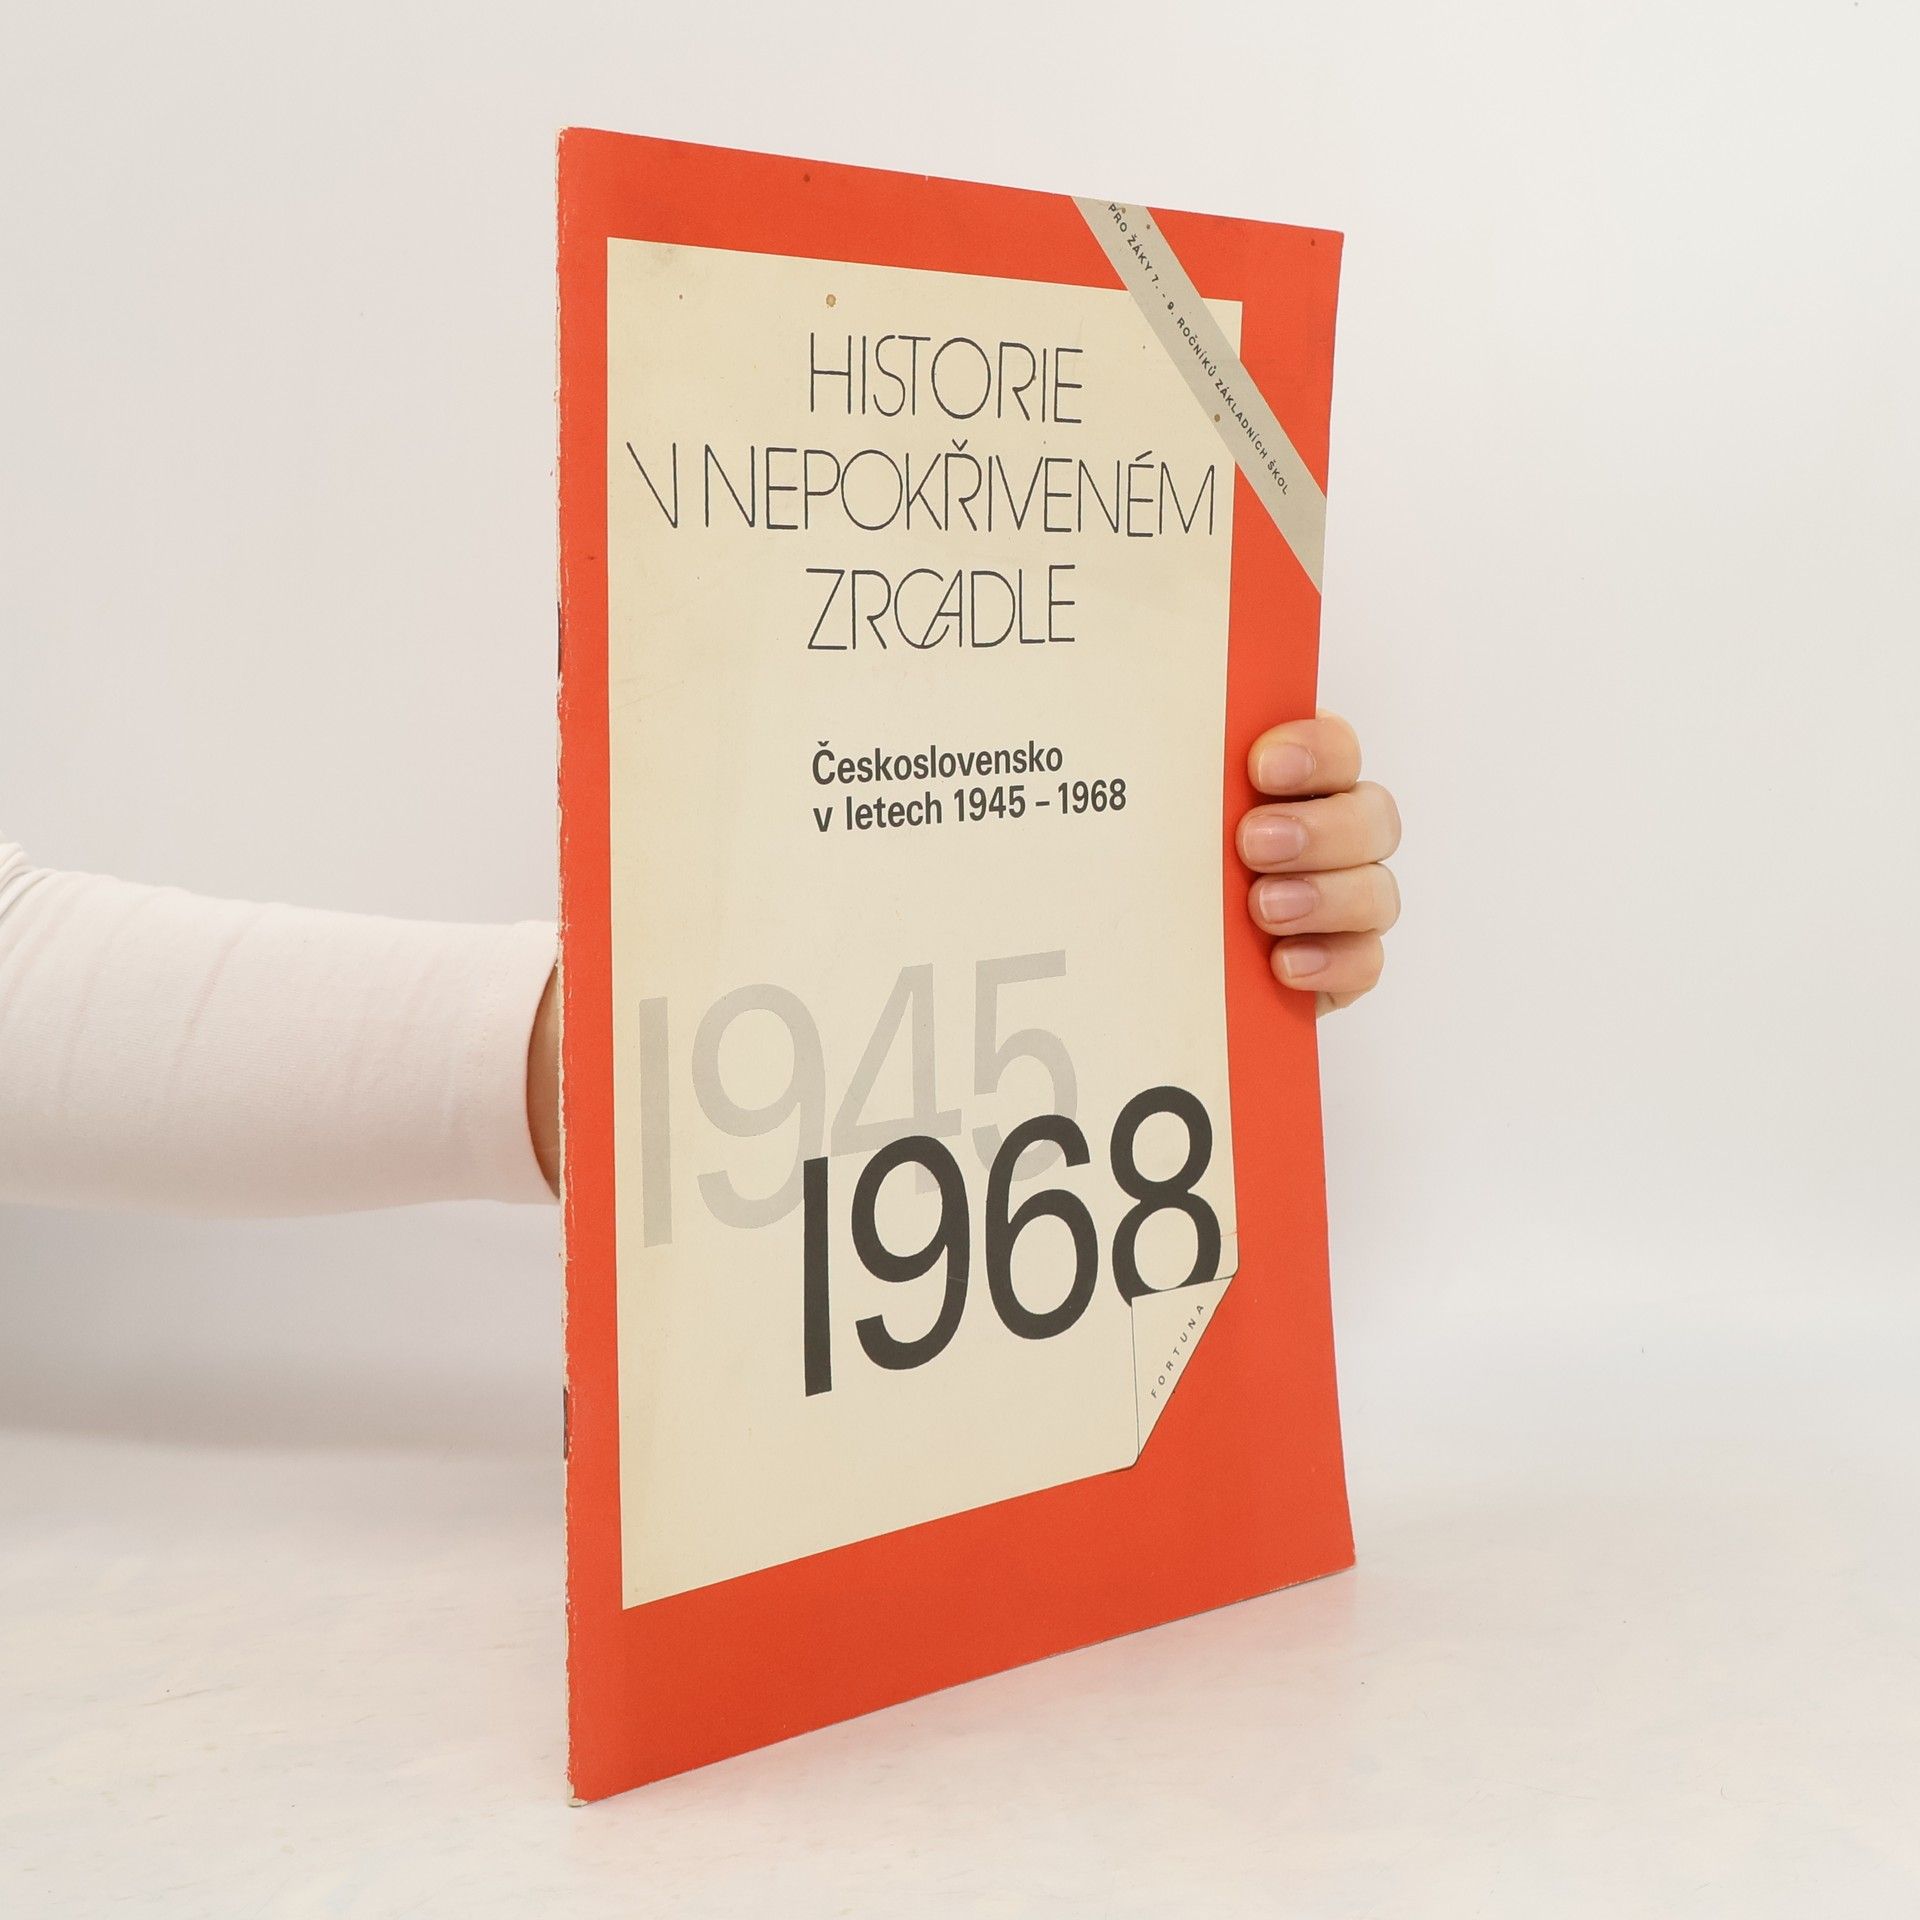 PRO ŽÁKY 7. - 9. ROČNÍKŮ ZÁKLADNÍCH ŠKOL
HISTORIE
V NEPOKŘIVENÉM
ZRCADLE
Československo
v letech 1945 – 1968
1945
1968
FORTUNA